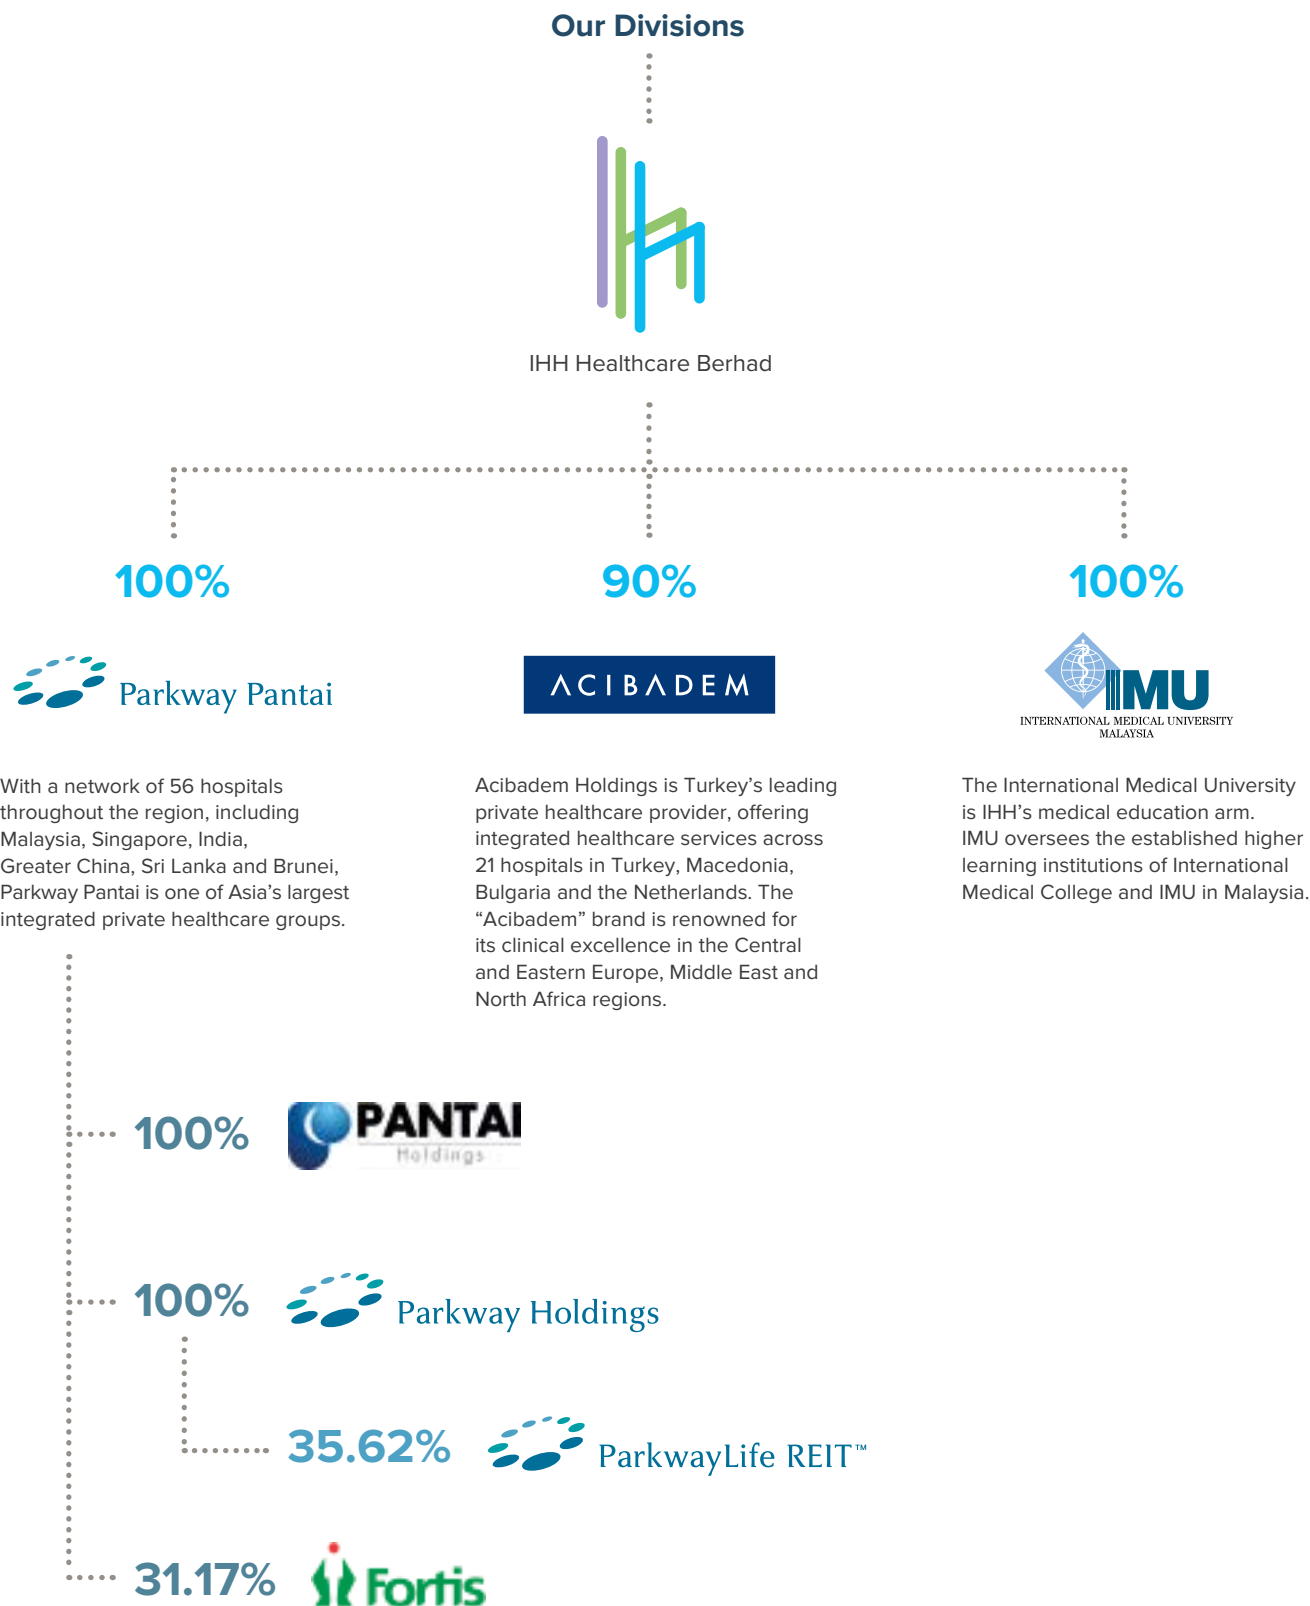 Our Divisions
IHH Healthcare Berhad
100%
90%
100%
Parkway Pantai
ACIBADEM
IMU
INTERNATIONAL MEDICAL UNIVERSITY
MALAYSIA
With a network of 56 hospitals
throughout the region, including
Malaysia, Singapore, India,
Greater China, Sri Lanka and Brunei,
Parkway Pantai is one of Asia’s largest
integrated private healthcare groups.
Acibadem Holdings is Turkey’s leading
private healthcare provider, offering
integrated healthcare services across
21 hospitals in Turkey, Macedonia,
Bulgaria and the Netherlands. The
“Acibadem” brand is renowned for
its clinical excellence in the Central
and Eastern Europe, Middle East and
North Africa regions.
The International Medical University
is IHH’s medical education arm.
IMU oversees the established higher
learning institutions of International
Medical College and IMU in Malaysia.
100%
PANTAI
Holdings
100%
Parkway Holdings
35.62%
ParkwayLife REIT™
31.17%
Fortis